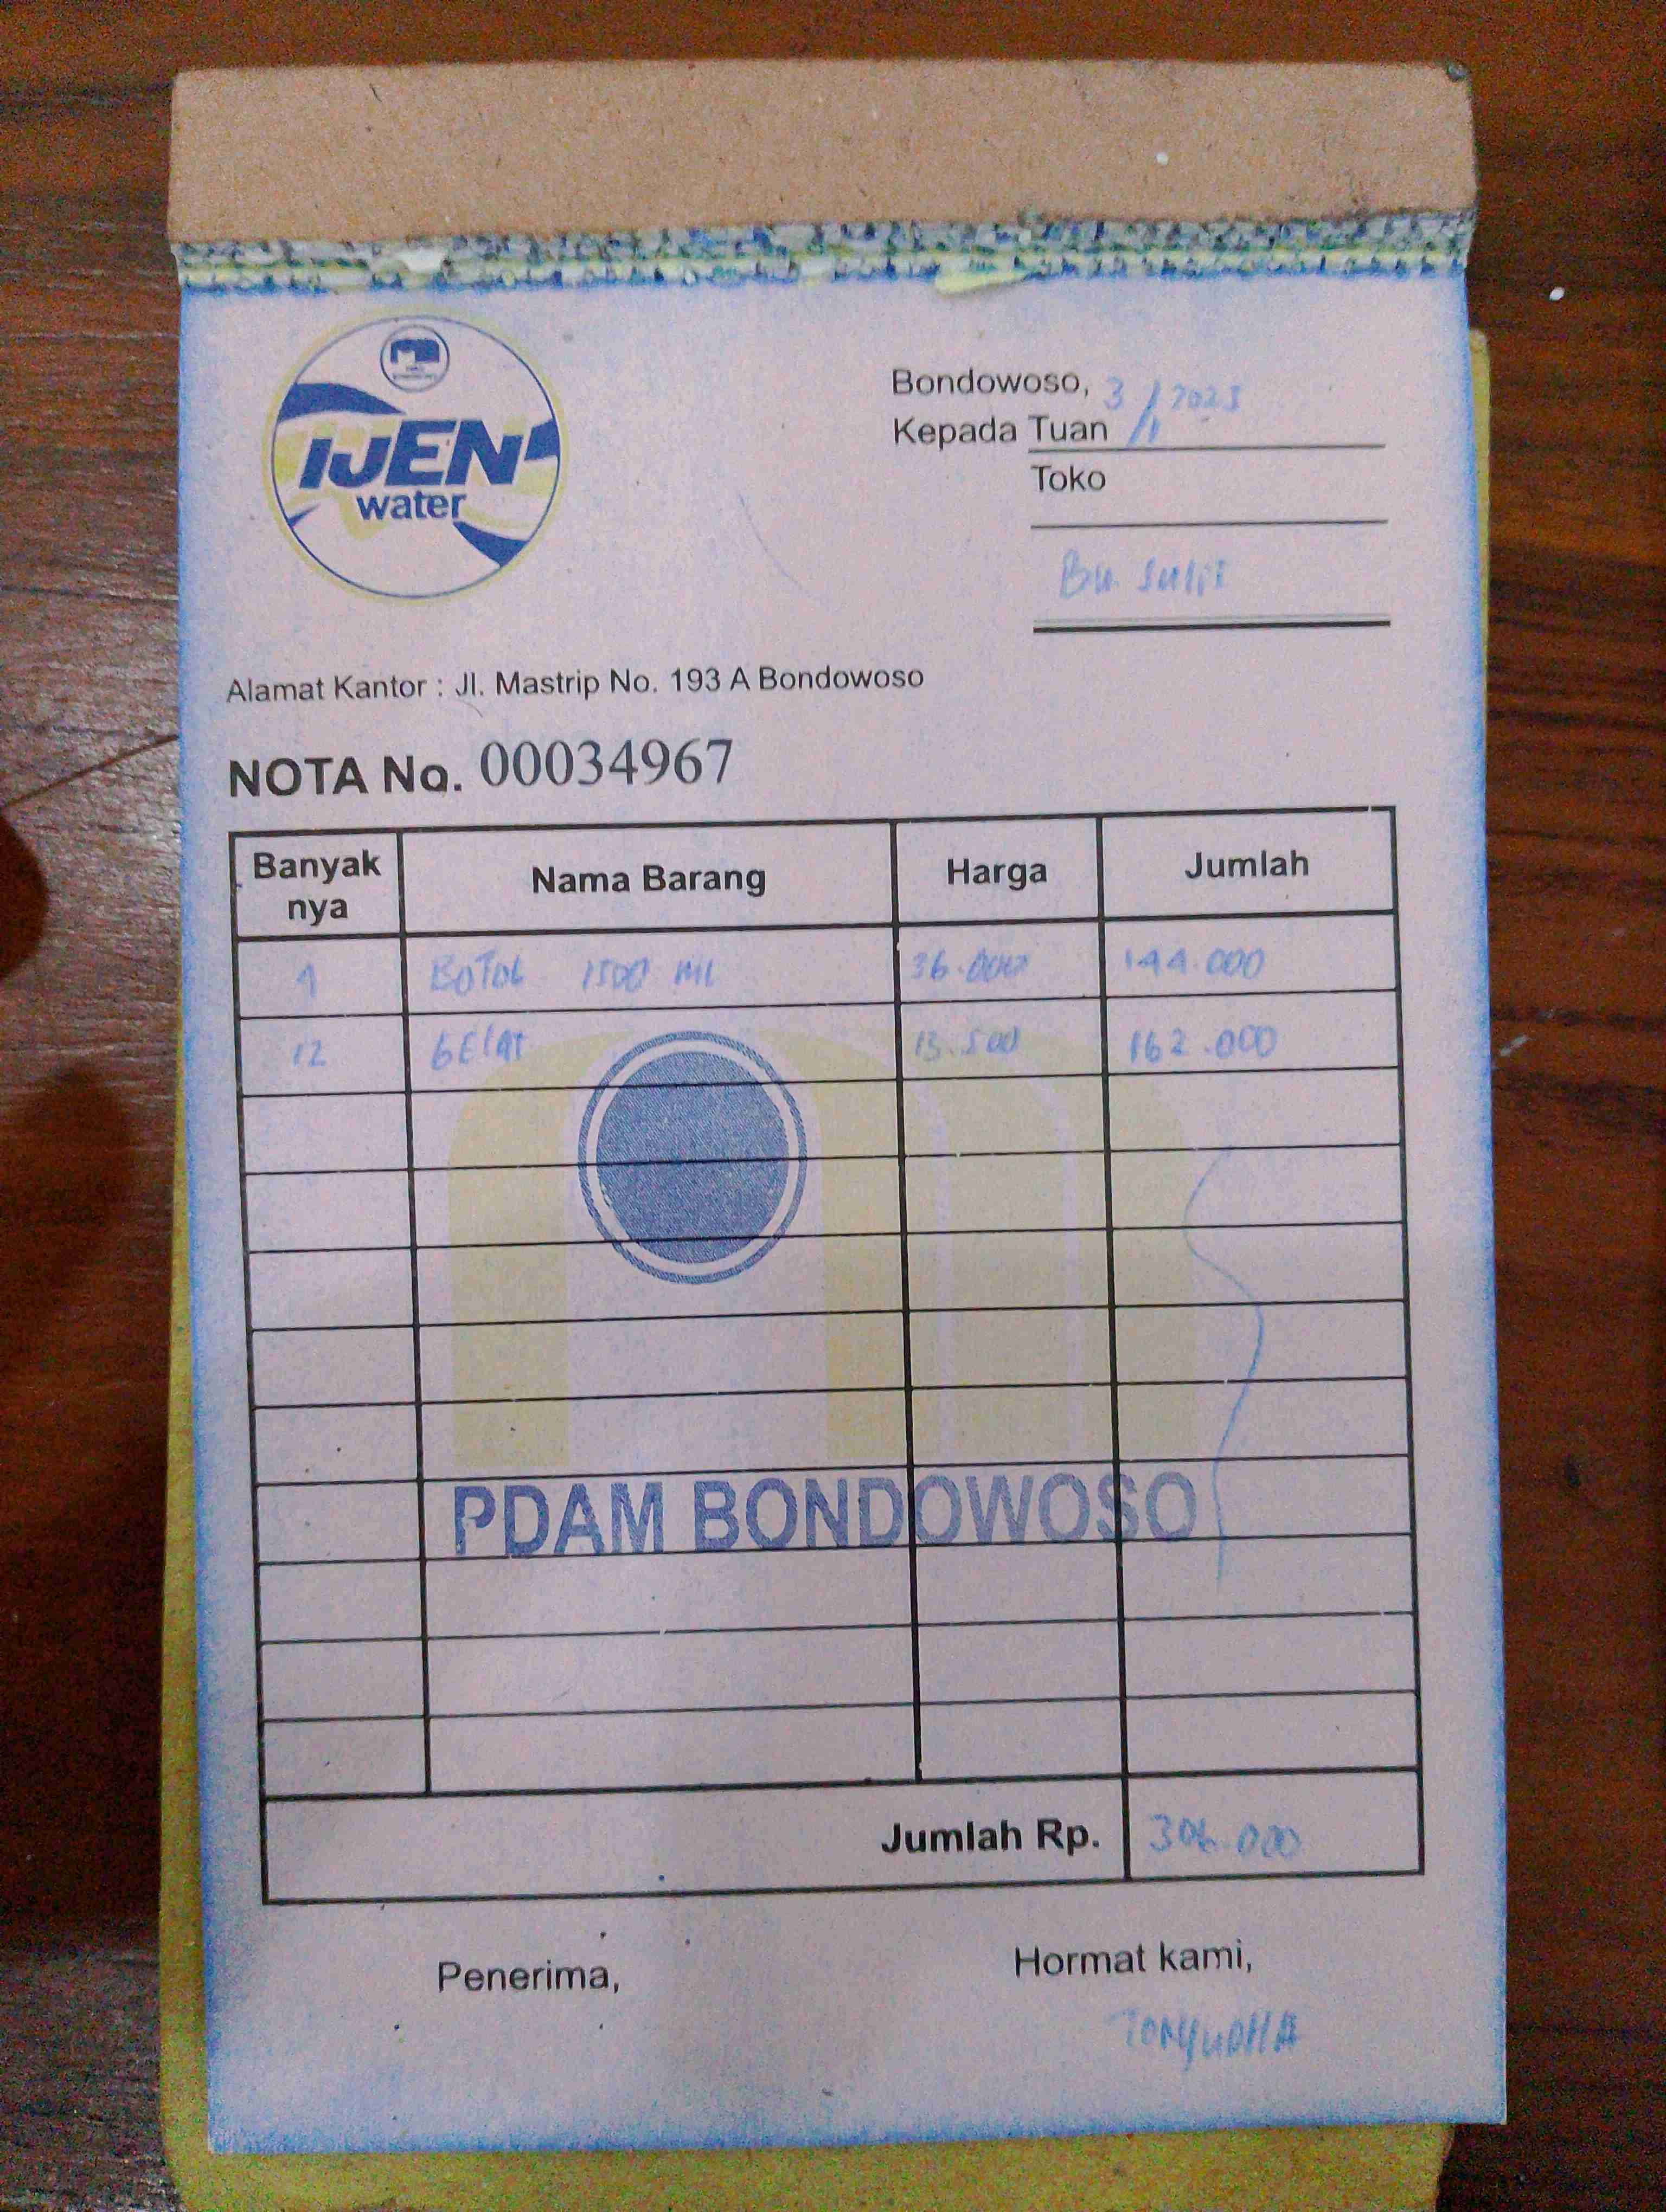 IJEN
water
Bondowoso, 3/1 2023
Kepada Tuan
Toko
Bu.
Alamat Kantor : Jl. Mastrip No. 193 A Bondowoso
NOTA No. 00034967
Banyak nya Nama Barang Harga Jumlah
4 BOTOL 1500 ML 36.000 144.000
12 GELAS 13.500 162.000
PDAM BONDOWOSO
Jumlah Rp. 306.000
Penerima, Hormat kami,